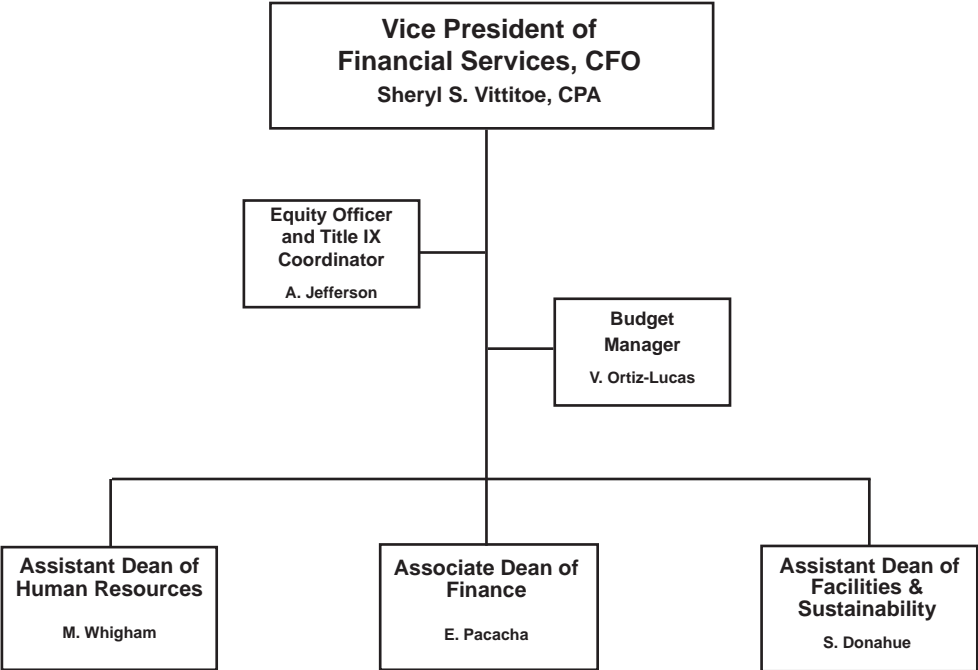 Vice President of
Financial Services, CFO
Sheryl S. Vittitoe, CPA
Equity Officer
and Title IX
Coordinator
A. Jefferson
Budget
Manager
V. Ortiz-Lucas
Assistant Dean of
Human Resources
M. Whigham
Associate Dean of
Finance
E. Pacacha
Assistant Dean of
Facilities &
Sustainability
S. Donahue